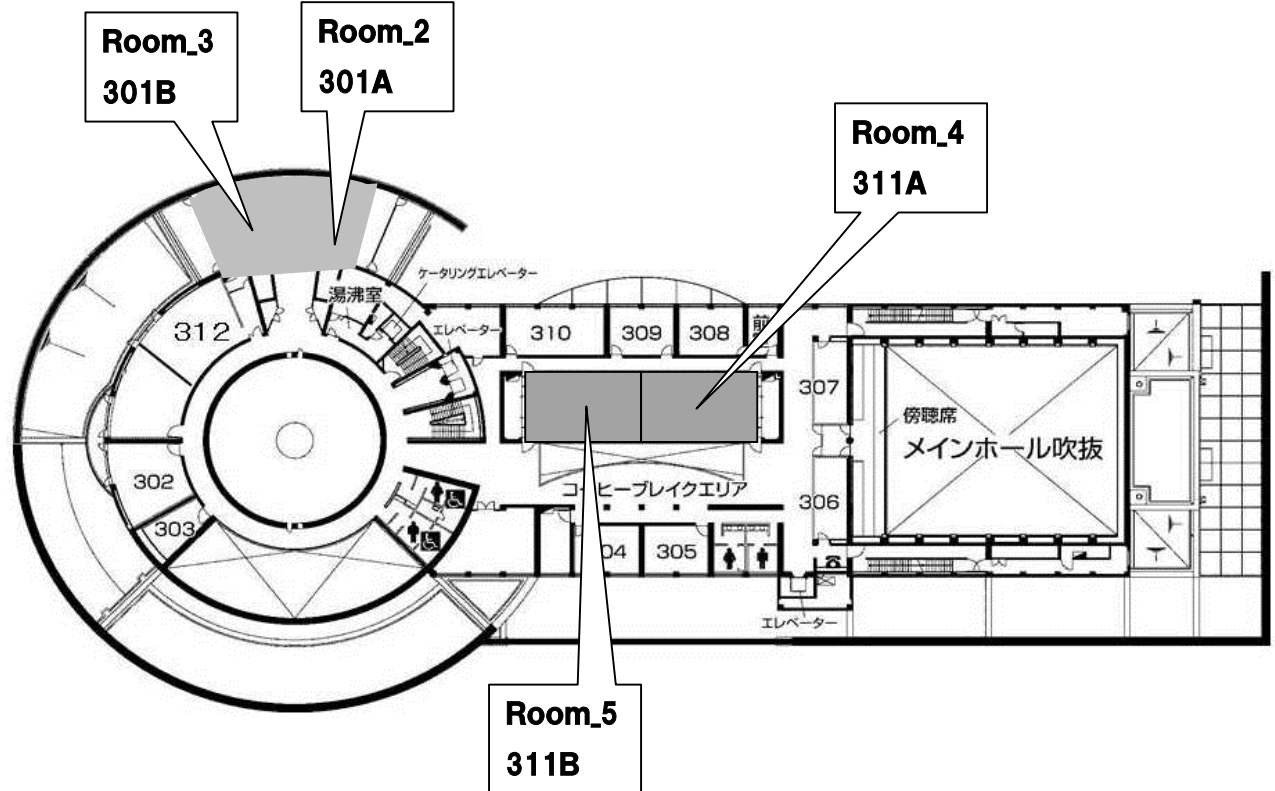 Room_3
301B
Room_2
301A
Room_4
311A
ケータリングエレベーター
湯沸室
エレベーター
312
310
309
308
前
307
傍聴席
メインホール吹抜
302
303
コーヒーブレイクエリア
306
04
305
エレベーター
Room_5
311B